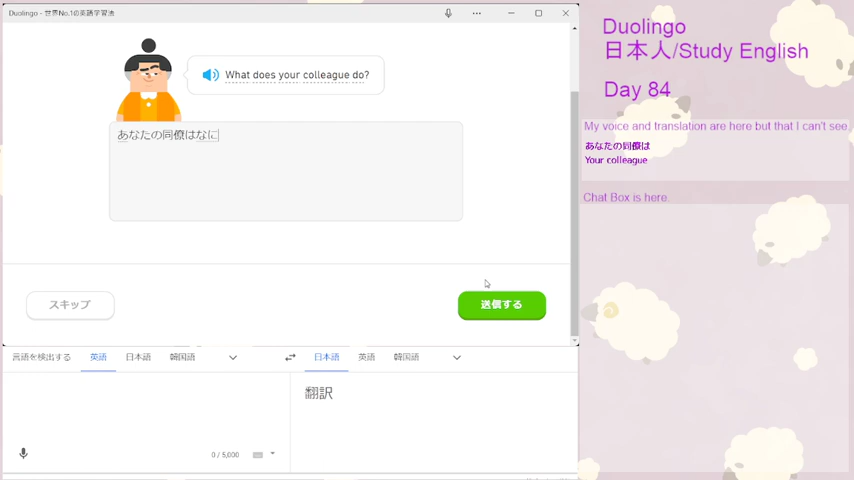 Duolingo - 世界No.1の英語学習法
What does your colleague do?
あなたの同僚はなに
スキップ
送信する
言語を検出する 英語 日本語 韓国語
日本語 英語 韓国語
翻訳
0 / 5,000
Duolingo
日本人/Study English
Day 84
My voice and translation are here but that I can't see.
あなたの同僚は
Your colleague
Chat Box is here.